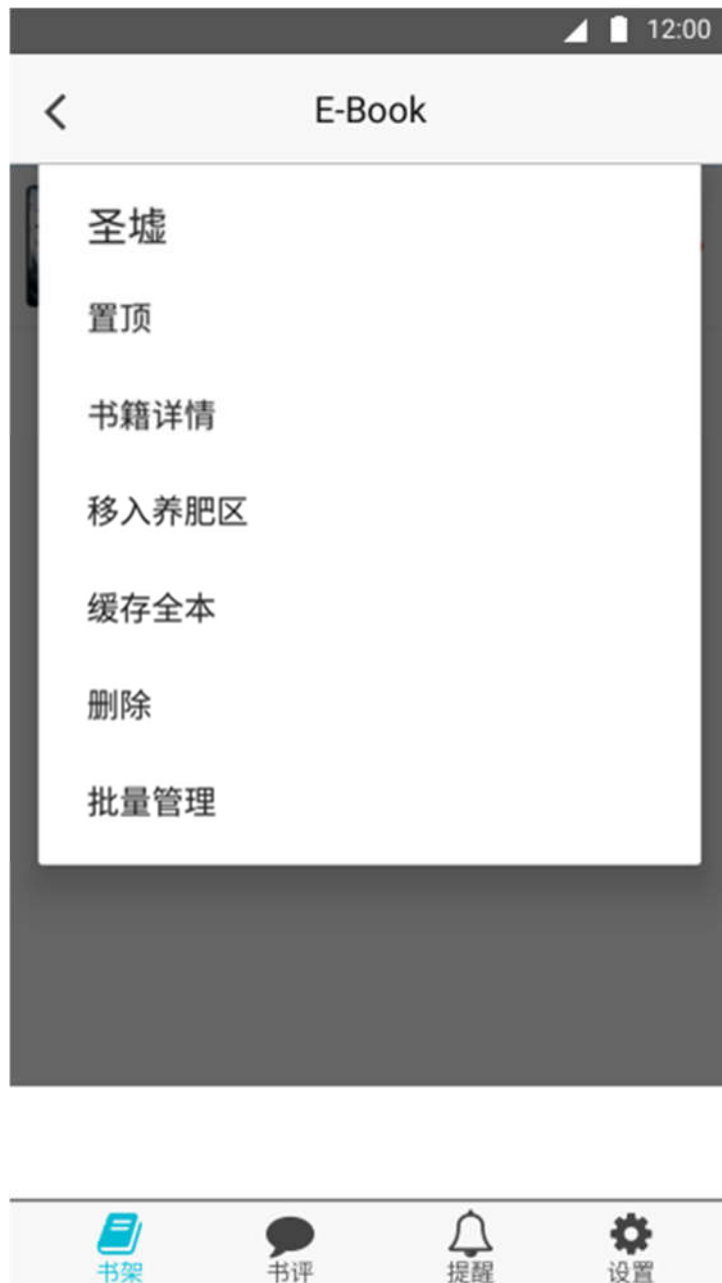 12:00
E-Book
圣墟
置顶
书籍详情
移入养肥区
缓存全本
删除
批量管理
书架 书评 提醒 设置